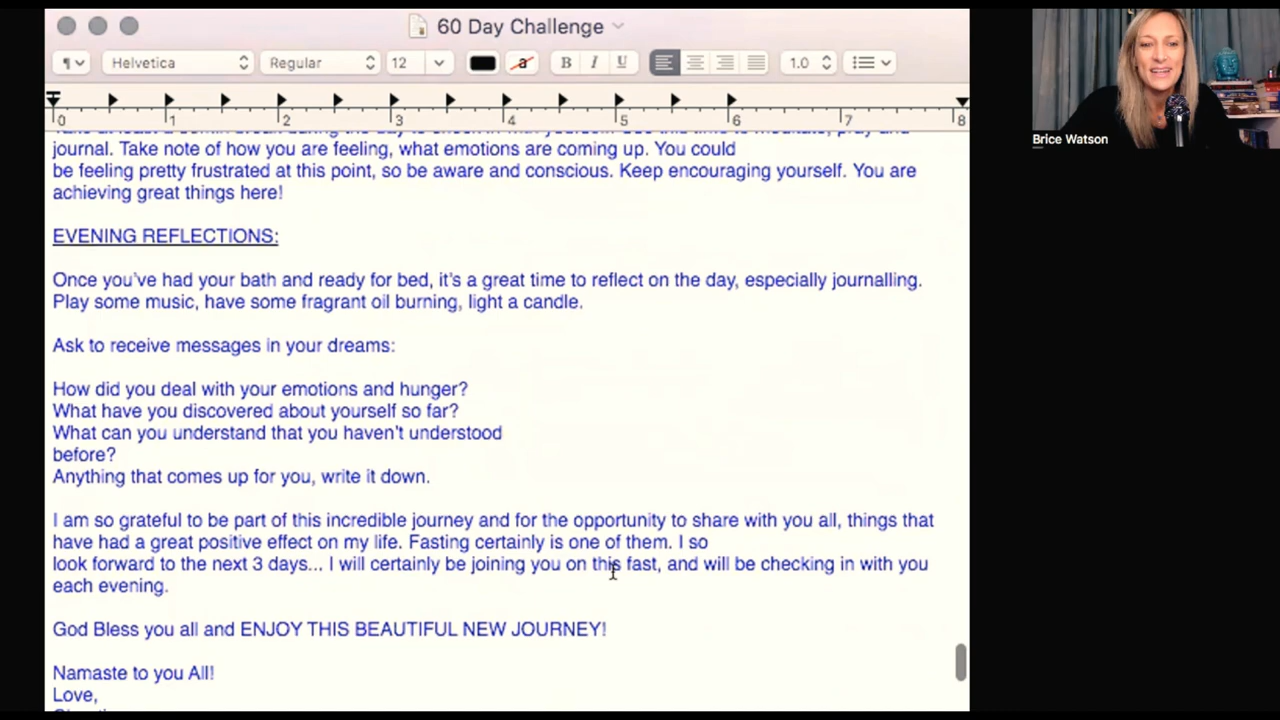 60 Day Challenge
Helvetica Regular 12 a B I U 1.0
0 1 2 3 4 5 6 7 8
journal. Take note of how you are feeling, what emotions are coming up. You could
be feeling pretty frustrated at this point, so be aware and conscious. Keep encouraging yourself. You are
achieving great things here!
EVENING REFLECTIONS:
Once you've had your bath and ready for bed, it's a great time to reflect on the day, especially journalling.
Play some music, have some fragrant oil burning, light a candle.
Ask to receive messages in your dreams:
How did you deal with your emotions and hunger?
What have you discovered about yourself so far?
What can you understand that you haven't understood
before?
Anything that comes up for you, write it down.
I am so grateful to be part of this incredible journey and for the opportunity to share with you all, things that
have had a great positive effect on my life. Fasting certainly is one of them. I so
look forward to the next 3 days... I will certainly be joining you on this fast, and will be checking in with you
each evening.
God Bless you all and ENJOY THIS BEAUTIFUL NEW JOURNEY!
Namaste to you All!
Love,
Brice Watson